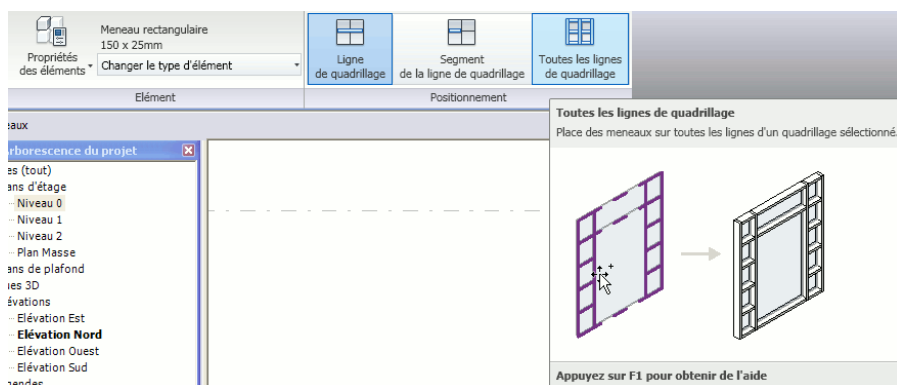 Meneau rectangulaire
150 x 25mm
Propriétés
des éléments
Changer le type d'élément
Elément
Ligne
de quadrillage
Segment
de la ligne de quadrillage
Toutes les lignes
de quadrillage
Positionnement
Toutes les lignes de quadrillage
Place des meneaux sur toutes les lignes d'un quadrillage sélectionné.
eaux
Arborescence du projet
es (tout)
ans d'étage
Niveau 0
Niveau 1
Niveau 2
Plan Masse
ans de plafond
ues 3D
évations
Elévation Est
Elévation Nord
Elévation Ouest
Elévation Sud
Appuyez sur F1 pour obtenir de l'aide